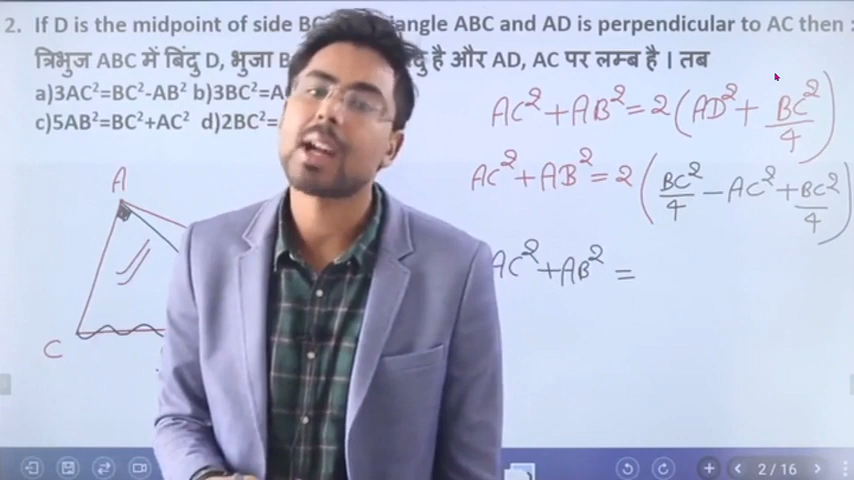 2. If D is the midpoint of side BC angle ABC and AD is perpendicular to AC then :
त्रिभुज ABC में बिंदु D, भुजा B है और AD, AC पर लम्ब है । तब
a)3AC²=BC²-AB² b)3BC²=A
c)5AB²=BC²+AC² d)2BC²=
AC² + AB² = 2 ( AD² + BC²/4 )
AC² + AB² = 2 ( BC²/4 - AC² + BC²/4 )
AC² + AB² =
A
C
2 / 16